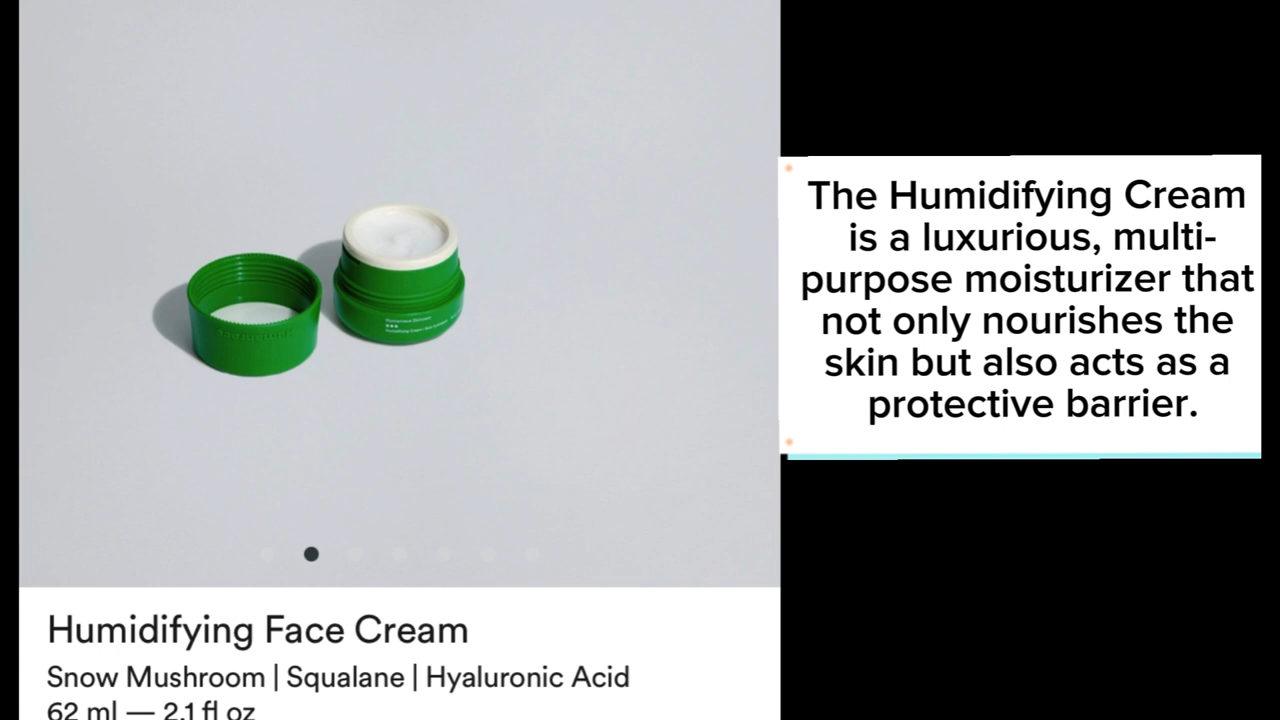 The Humidifying Cream
is a luxurious, multi-
purpose moisturizer that
not only nourishes the
skin but also acts as a
protective barrier.
Humidifying Face Cream
Snow Mushroom | Squalane | Hyaluronic Acid
62 ml — 2.1 fl oz